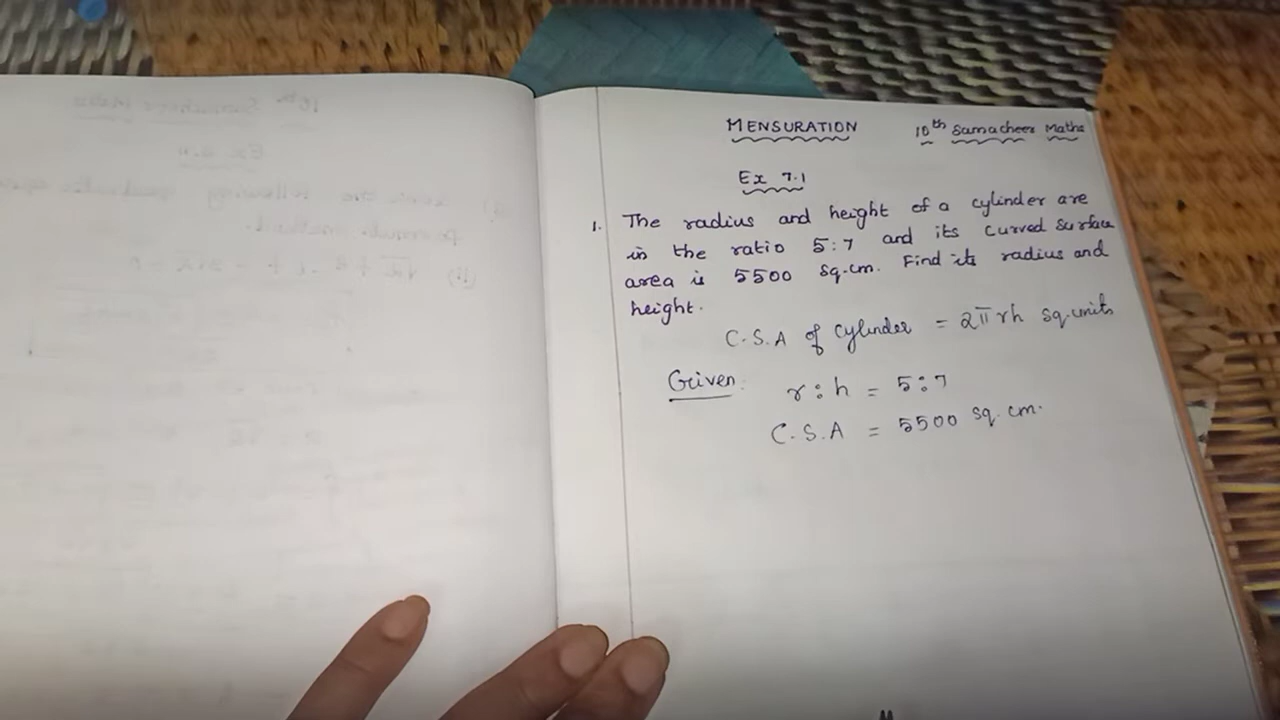 MENSURATION 10th Samacheer Maths
Ex 7.1
1. The radius and height of a cylinder are
in the ratio 5:7 and its curved surface
area is 5500 sq.cm. Find its radius and
height.
C.S.A of cylinder = 2πrh sq.units
Given: r:h = 5:7
C.S.A = 5500 sq.cm.